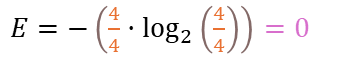 E = −(4/4 · log₂(4/4)) = 0